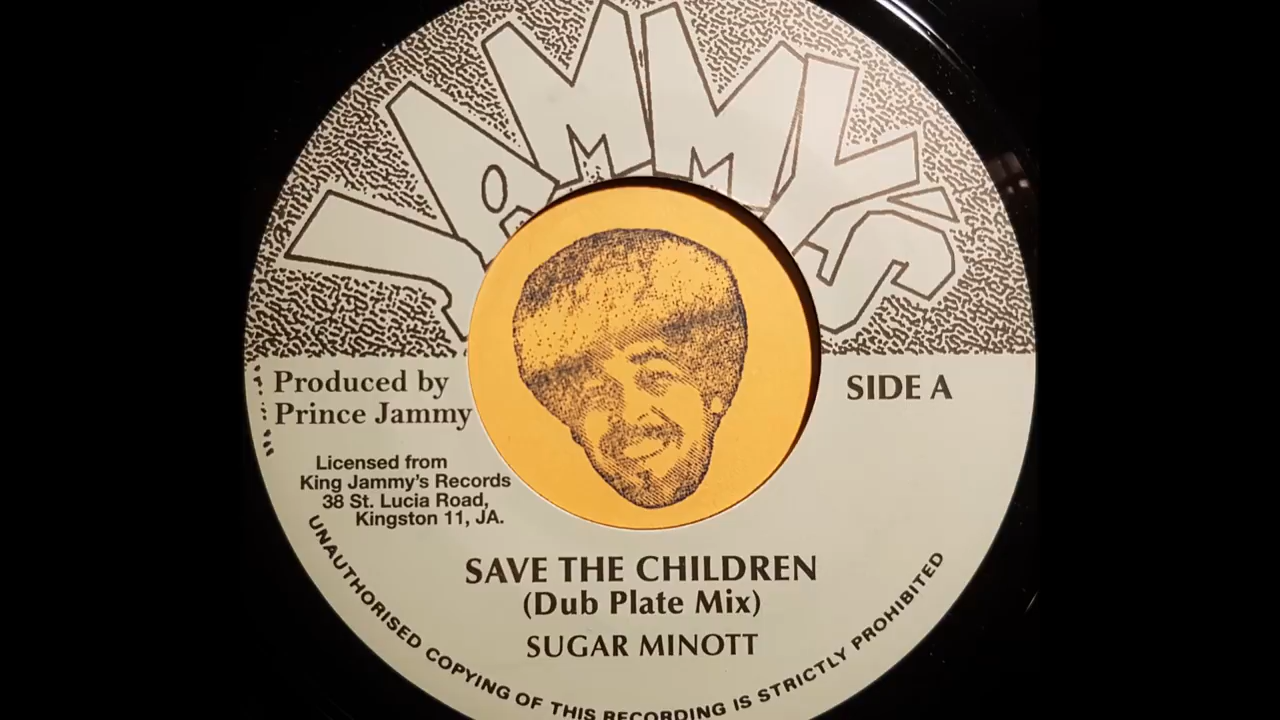 JAMMY'S
Produced by
Prince Jammy
SIDE A
Licensed from
King Jammy's Records
38 St. Lucia Road,
Kingston 11, JA.
SAVE THE CHILDREN
(Dub Plate Mix)
SUGAR MINOTT
UNAUTHORISED COPYING OF THIS RECORDING IS STRICTLY PROHIBITED